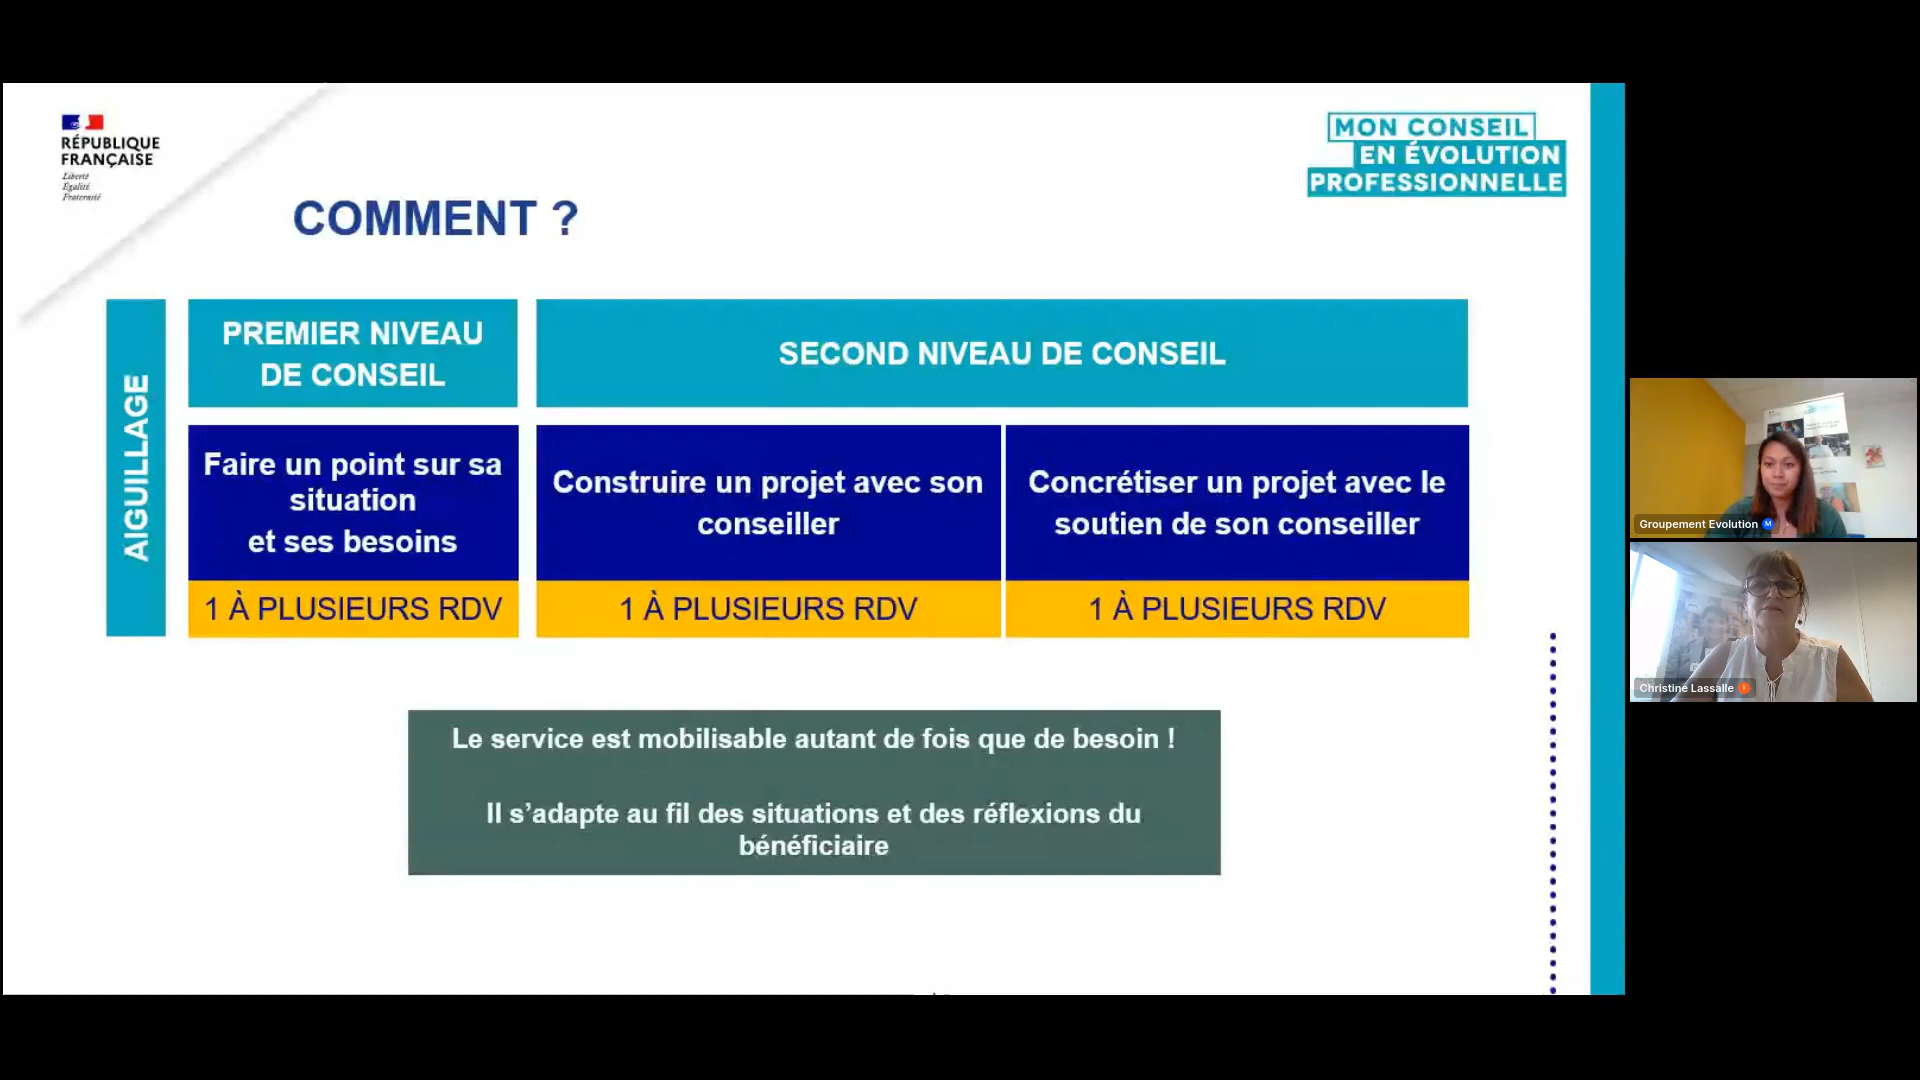 RÉPUBLIQUE
FRANÇAISE
Liberté
Égalité
Fraternité
MON CONSEIL
EN ÉVOLUTION
PROFESSIONNELLE
COMMENT ?
AIGUILLAGE
PREMIER NIVEAU
DE CONSEIL
SECOND NIVEAU DE CONSEIL
Faire un point sur sa
situation
et ses besoins
Construire un projet avec son
conseiller
Concrétiser un projet avec le
soutien de son conseiller
1 À PLUSIEURS RDV
1 À PLUSIEURS RDV
1 À PLUSIEURS RDV
Le service est mobilisable autant de fois que de besoin !
Il s’adapte au fil des situations et des réflexions du
bénéficiaire
Groupement Evolution M
Christine Lassalle